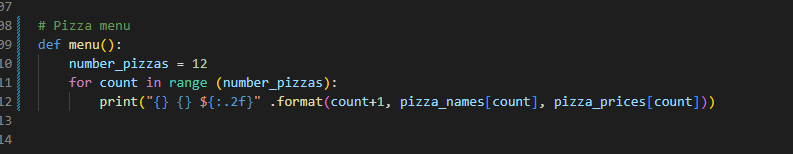 07
08 # Pizza menu
09 def menu():
10 number_pizzas = 12
11 for count in range (number_pizzas):
12 print("{} {} ${:.2f}" .format(count+1, pizza_names[count], pizza_prices[count]))
13
14